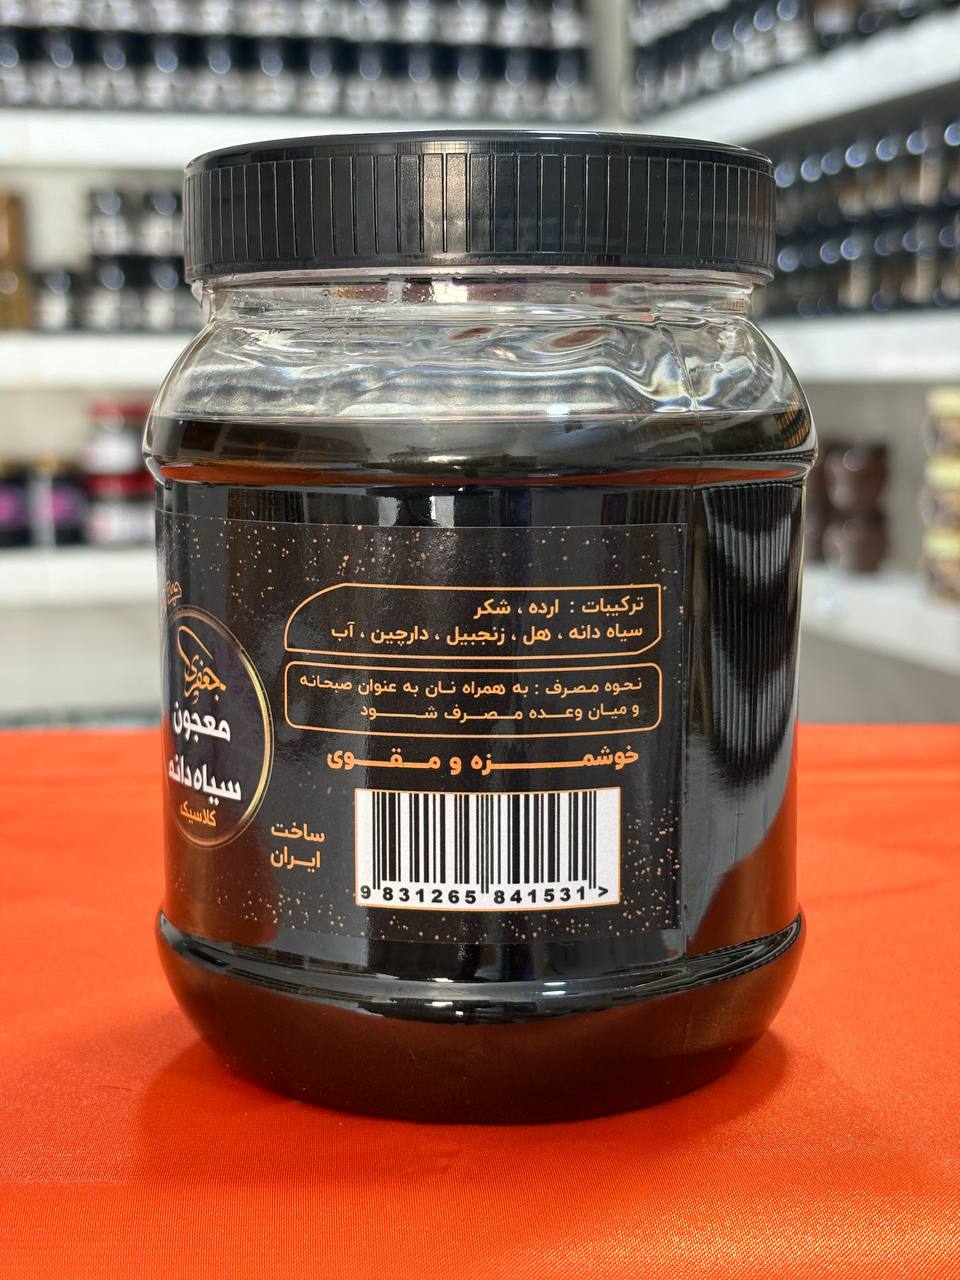 ترکیبات : ارده ، شکر
سیاه دانه ، هل ، زنجبیل ، دارچین ، آب
نحوه مصرف : به همراه نان به عنوان صبحانه
و میان وعده مصرف شود
خوشمزه و مقوی
جعفری
معجون
سیاه‌دانه
کلاسیک
ساخت
ایران
9 831265 841531 >